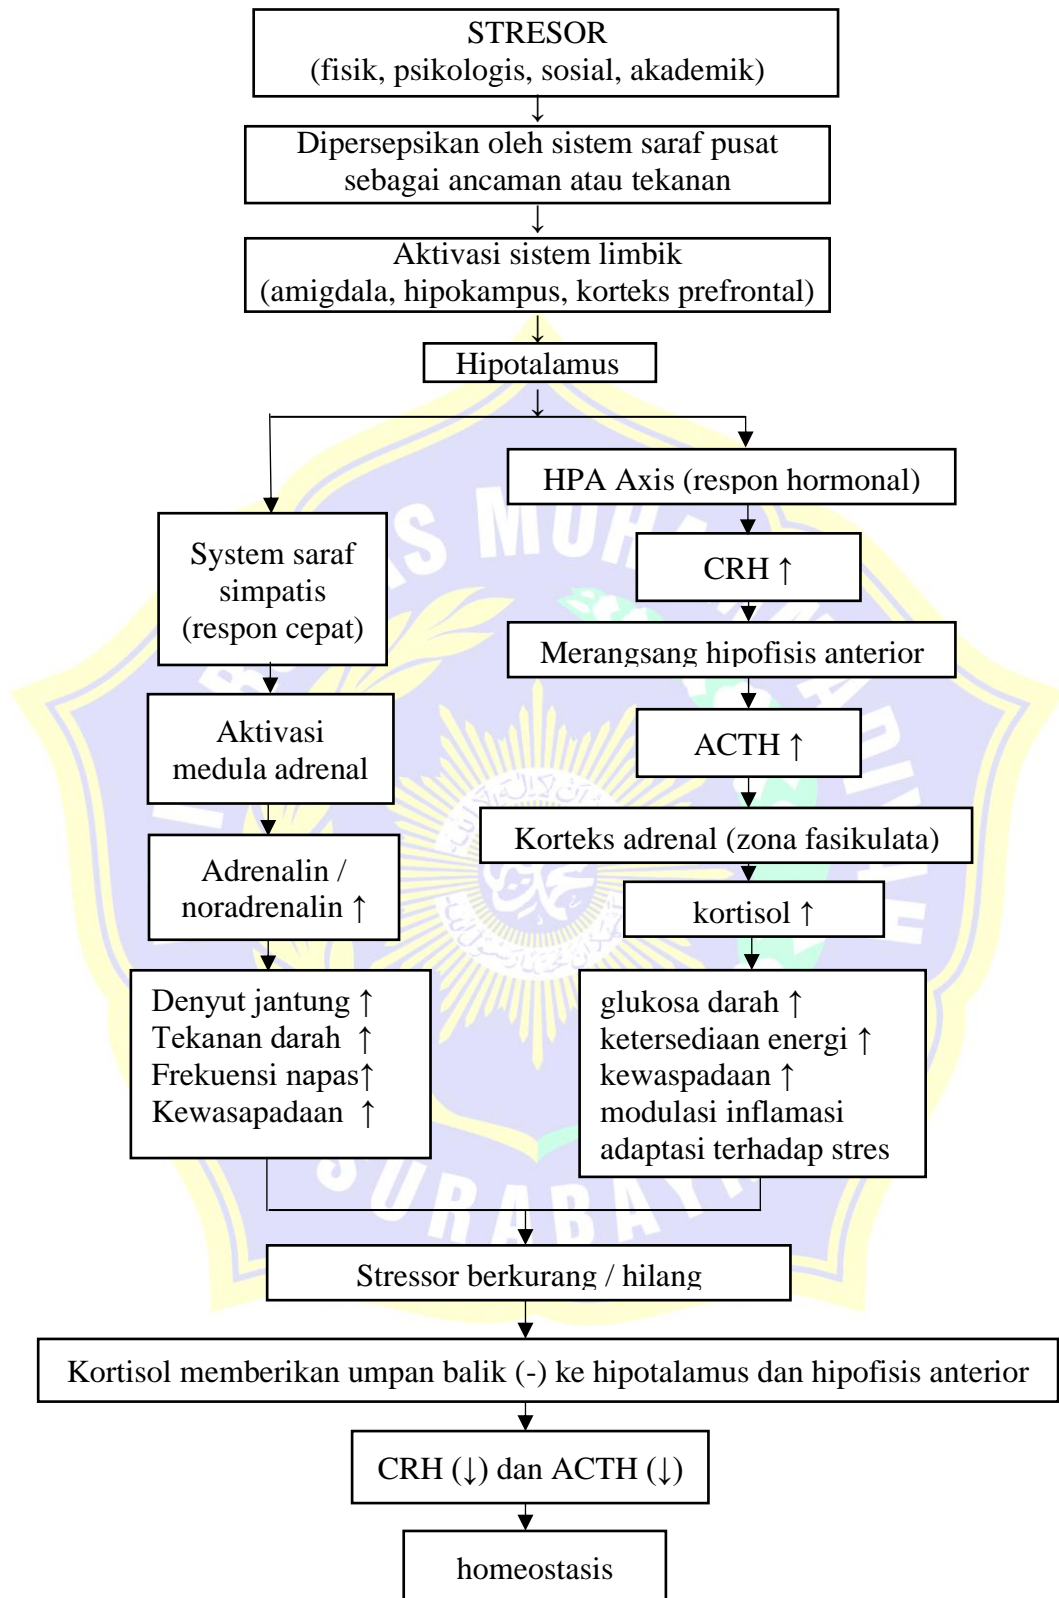 STRESOR
(fisik, psikologis, sosial, akademik)
↓
Dipersepsikan oleh sistem saraf pusat
sebagai ancaman atau tekanan
↓
Aktivasi sistem limbik
(amigdala, hipokampus, korteks prefrontal)
↓
Hipotalamus
↓
System saraf
simpatis
(respon cepat)
Aktivasi
medula adrenal
Adrenalin /
noradrenalin ↑
Denyut jantung ↑
Tekanan darah ↑
Frekuensi napas↑
Kewasapadaan ↑
HPA Axis (respon hormonal)
CRH ↑
Merangsang hipofisis anterior
ACTH ↑
Korteks adrenal (zona fasikulata)
kortisol ↑
glukosa darah ↑
ketersediaan energi ↑
kewaspadaan ↑
modulasi inflamasi
adaptasi terhadap stres
Stressor berkurang / hilang
Kortisol memberikan umpan balik (-) ke hipotalamus dan hipofisis anterior
CRH (↓) dan ACTH (↓)
homeostasis
SURABAYA